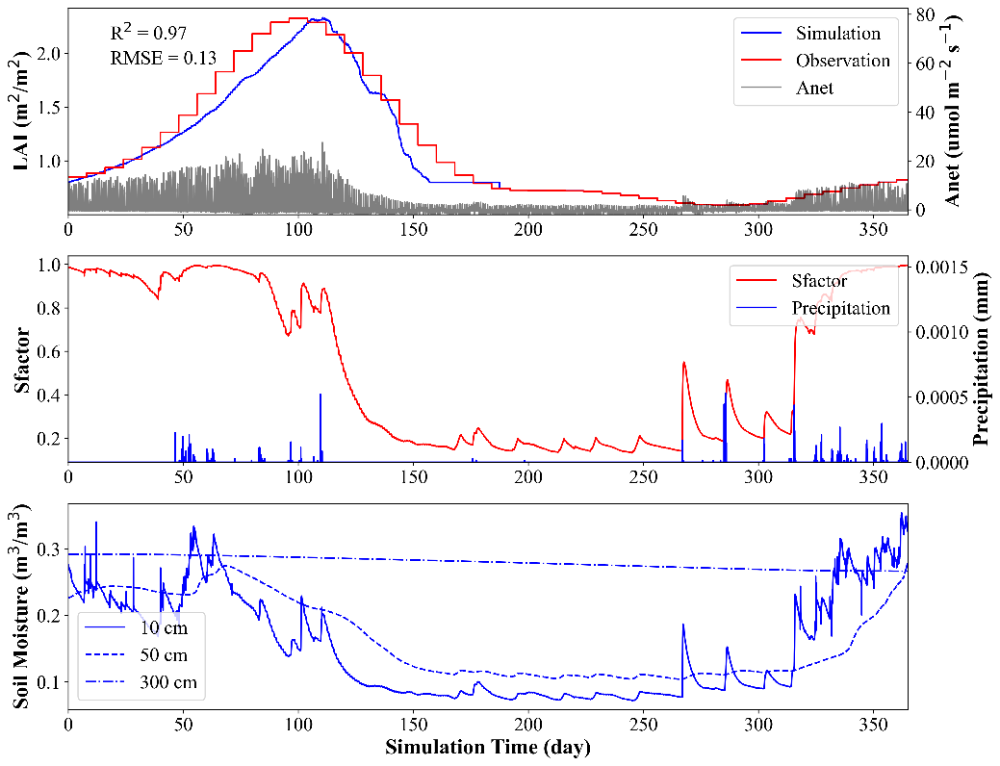 R² = 0.97
RMSE = 0.13
Simulation
Observation
Anet
LAI (m²/m²)
2.0
1.5
1.0
80
60
40
20
0
Anet (umol m⁻² s⁻¹)
0 50 100 150 200 250 300 350
Sfactor
Precipitation
Sfactor
1.0
0.8
0.6
0.4
0.2
0.0015
0.0010
0.0005
0.0000
Precipitation (mm)
0 50 100 150 200 250 300 350
Soil Moisture (m³/m³)
0.3
0.2
0.1
10 cm
50 cm
300 cm
0 50 100 150 200 250 300 350
Simulation Time (day)